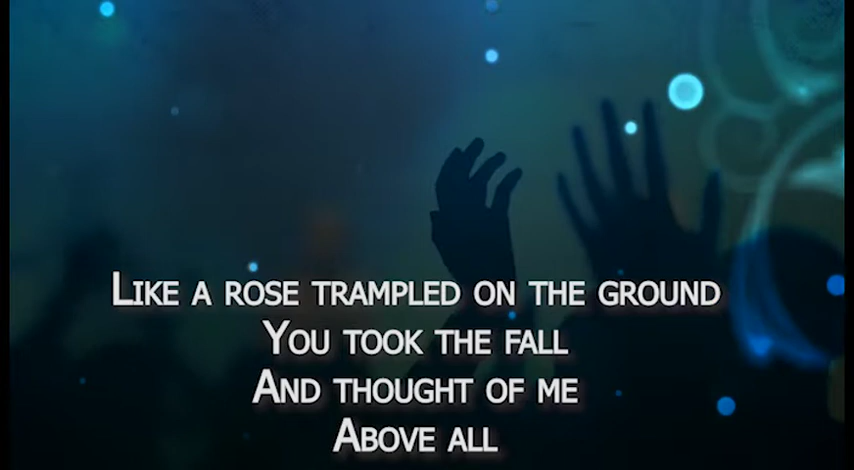 Like a rose trampled on the ground
You took the fall
And thought of me
Above all